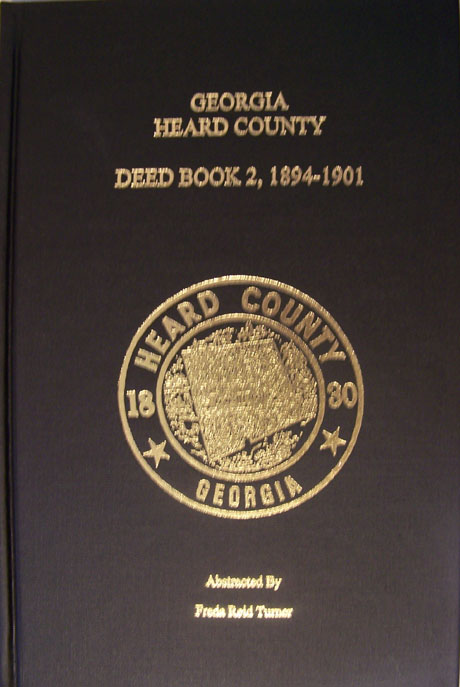 GEORGIA
HEARD COUNTY
DEED BOOK 2, 1894-1901
HEARD COUNTY
18 30
GEORGIA
Abstracted By
Freda Reid Turner